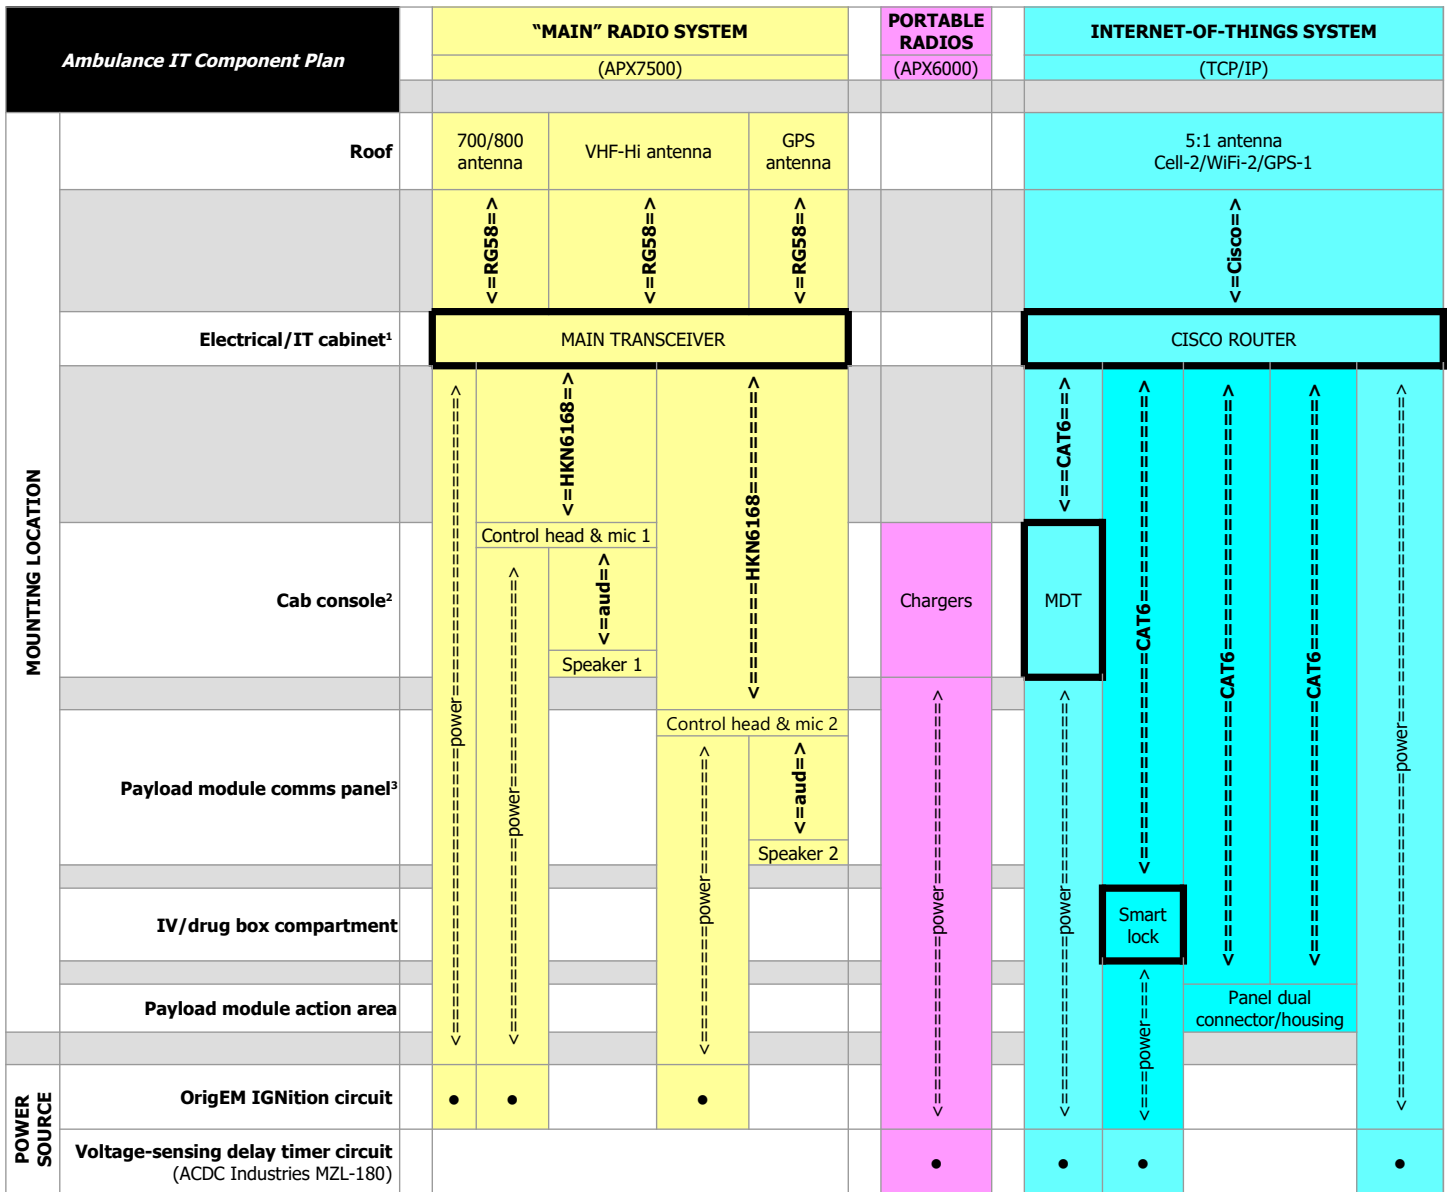 Ambulance IT Component Plan
“MAIN” RADIO SYSTEM
(APX7500)
PORTABLE
RADIOS
(APX6000)
INTERNET-OF-THINGS SYSTEM
(TCP/IP)
MOUNTING LOCATION
Roof
700/800
antenna
VHF-Hi antenna
GPS
antenna
5:1 antenna
Cell-2/WiFi-2/GPS-1
<=RG58=>
<=RG58=>
<=RG58=>
<=Cisco=>
Electrical/IT cabinet¹
MAIN TRANSCEIVER
CISCO ROUTER
<=HKN6168=>
<======HKN6168========>
<==CAT6===>
Control head & mic 1
Cab console²
<=aud=>
Speaker 1
Chargers
MDT
Control head & mic 2
Payload module comms panel³
<=aud=>
Speaker 2
IV/drug box compartment
Smart
lock
Payload module action area
Panel dual
connector/housing
<================CAT6==================>
<==================CAT6======================>
<==================CAT6======================>
<===============power=========================>
<===============power================>
<==========power===========>
<=============power==============>
<=============power==============>
<====power=====>
<======================power========================>
POWER
SOURCE
OrigEM IGNition circuit
● ● ●
Voltage-sensing delay timer circuit
(ACDC Industries MZL-180)
● ● ● ●